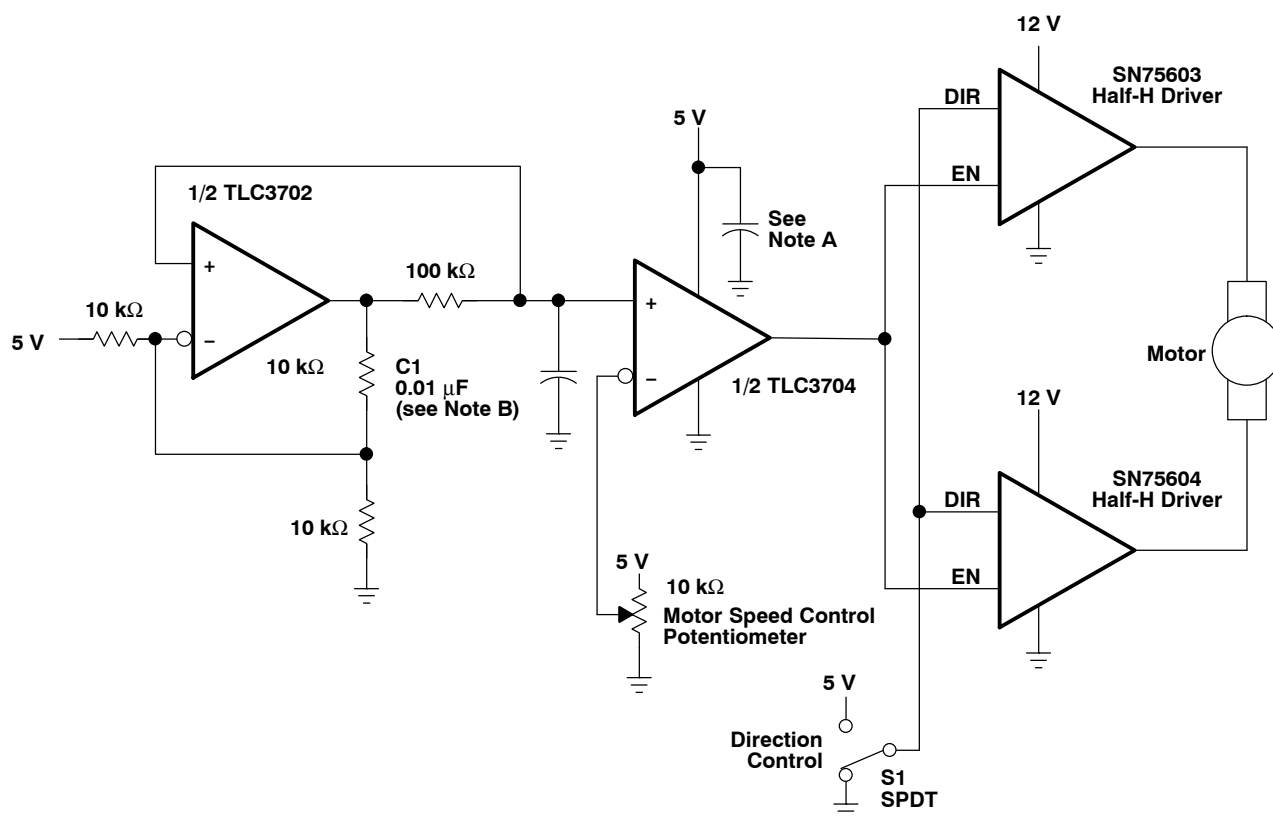 12 V
SN75603
Half-H Driver
DIR
EN
5 V
See
Note A
1/2 TLC3702
+
−
100 kΩ
10 kΩ
5 V
10 kΩ
C1
0.01 μF
(see Note B)
10 kΩ
+
−
1/2 TLC3704
Motor
12 V
SN75604
Half-H Driver
DIR
EN
5 V
10 kΩ
Motor Speed Control
Potentiometer
5 V
Direction
Control
S1
SPDT